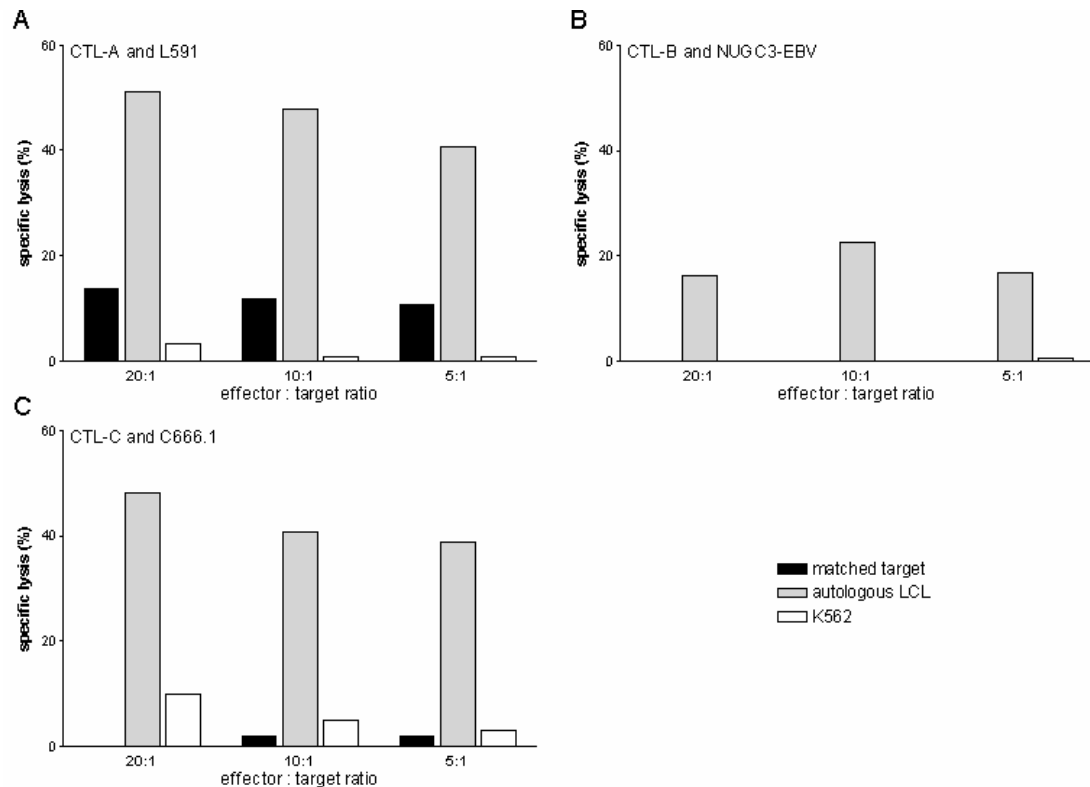 A
CTL-A and L591
60
40
20
0
specific lysis (%)
20:1 10:1 5:1
effector : target ratio
B
CTL-B and NUGC3-EBV
60
40
20
0
specific lysis (%)
20:1 10:1 5:1
effector : target ratio
C
CTL-C and C666.1
60
40
20
0
specific lysis (%)
20:1 10:1 5:1
effector : target ratio
matched target
autologous LCL
K562